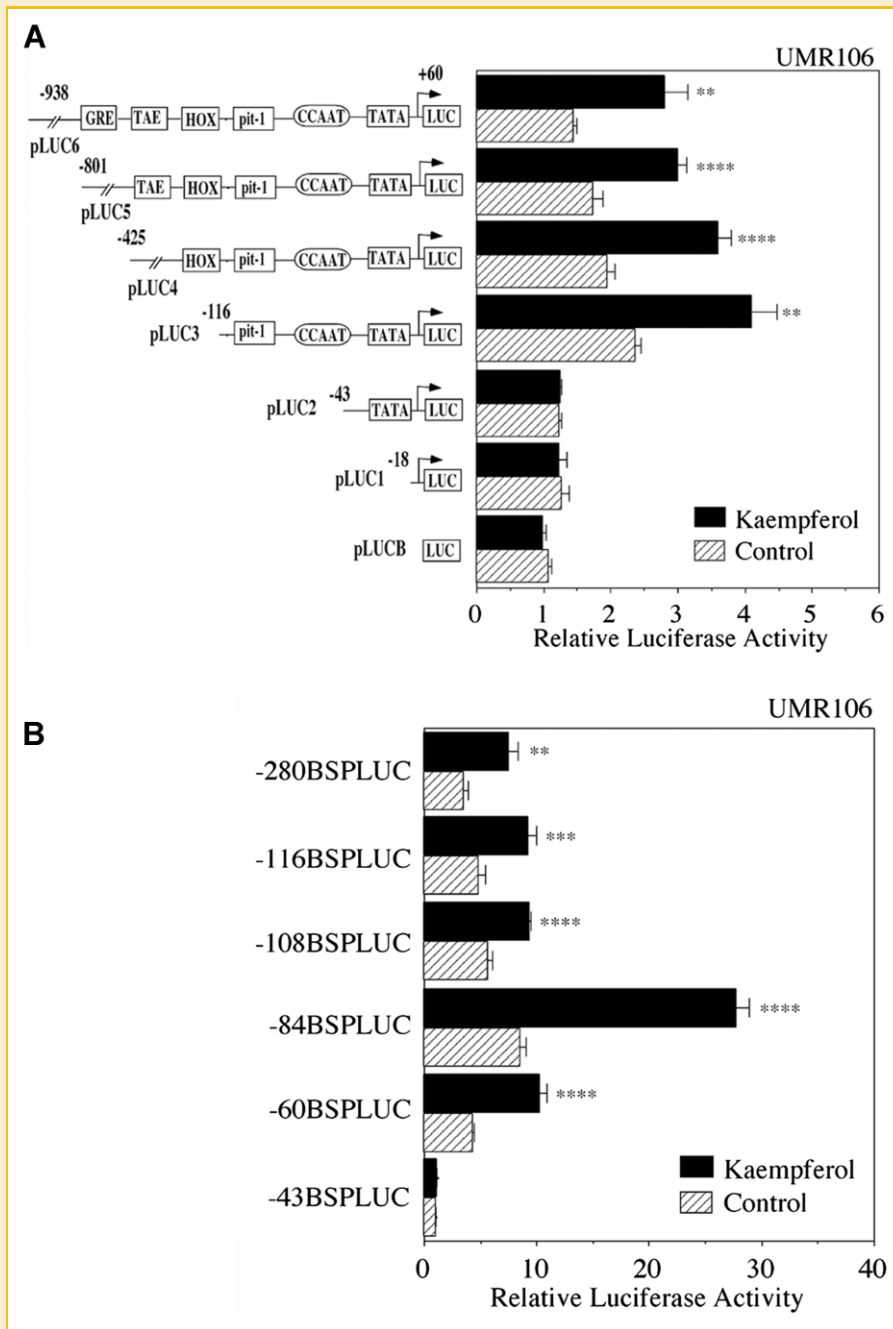 A
UMR106
-938
+60
GRE TAE HOX pit-1 CCAAT TATA LUC
pLUC6
**
-801
TAE HOX pit-1 CCAAT TATA LUC
pLUC5
****
-425
HOX pit-1 CCAAT TATA LUC
pLUC4
****
-116
pLUC3 pit-1 CCAAT TATA LUC
**
-43
pLUC2 TATA LUC
-18
pLUC1 LUC
pLUCB LUC
Kaempferol
Control
0 1 2 3 4 5 6
Relative Luciferase Activity
B
UMR106
-280BSPLUC **
-116BSPLUC ***
-108BSPLUC ****
-84BSPLUC ****
-60BSPLUC ****
-43BSPLUC
Kaempferol
Control
0 10 20 30 40
Relative Luciferase Activity